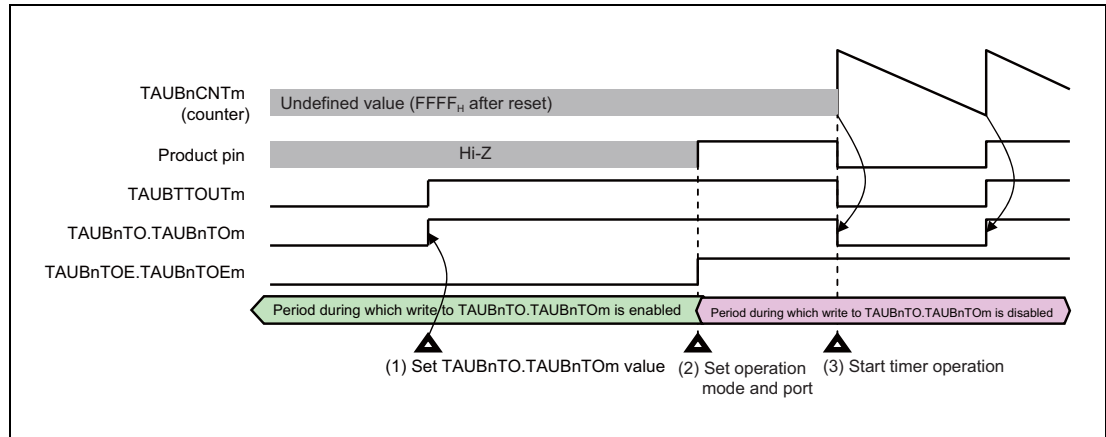 TAUBnCNTm
(counter)
Undefined value (FFFFH after reset)
Product pin
Hi-Z
TAUBTTOUTm
TAUBnTO.TAUBnTOm
TAUBnTOE.TAUBnTOEm
Period during which write to TAUBnTO.TAUBnTOm is enabled
Period during which write to TAUBnTO.TAUBnTOm is disabled
(1) Set TAUBnTO.TAUBnTOm value
(2) Set operation
mode and port
(3) Start timer operation